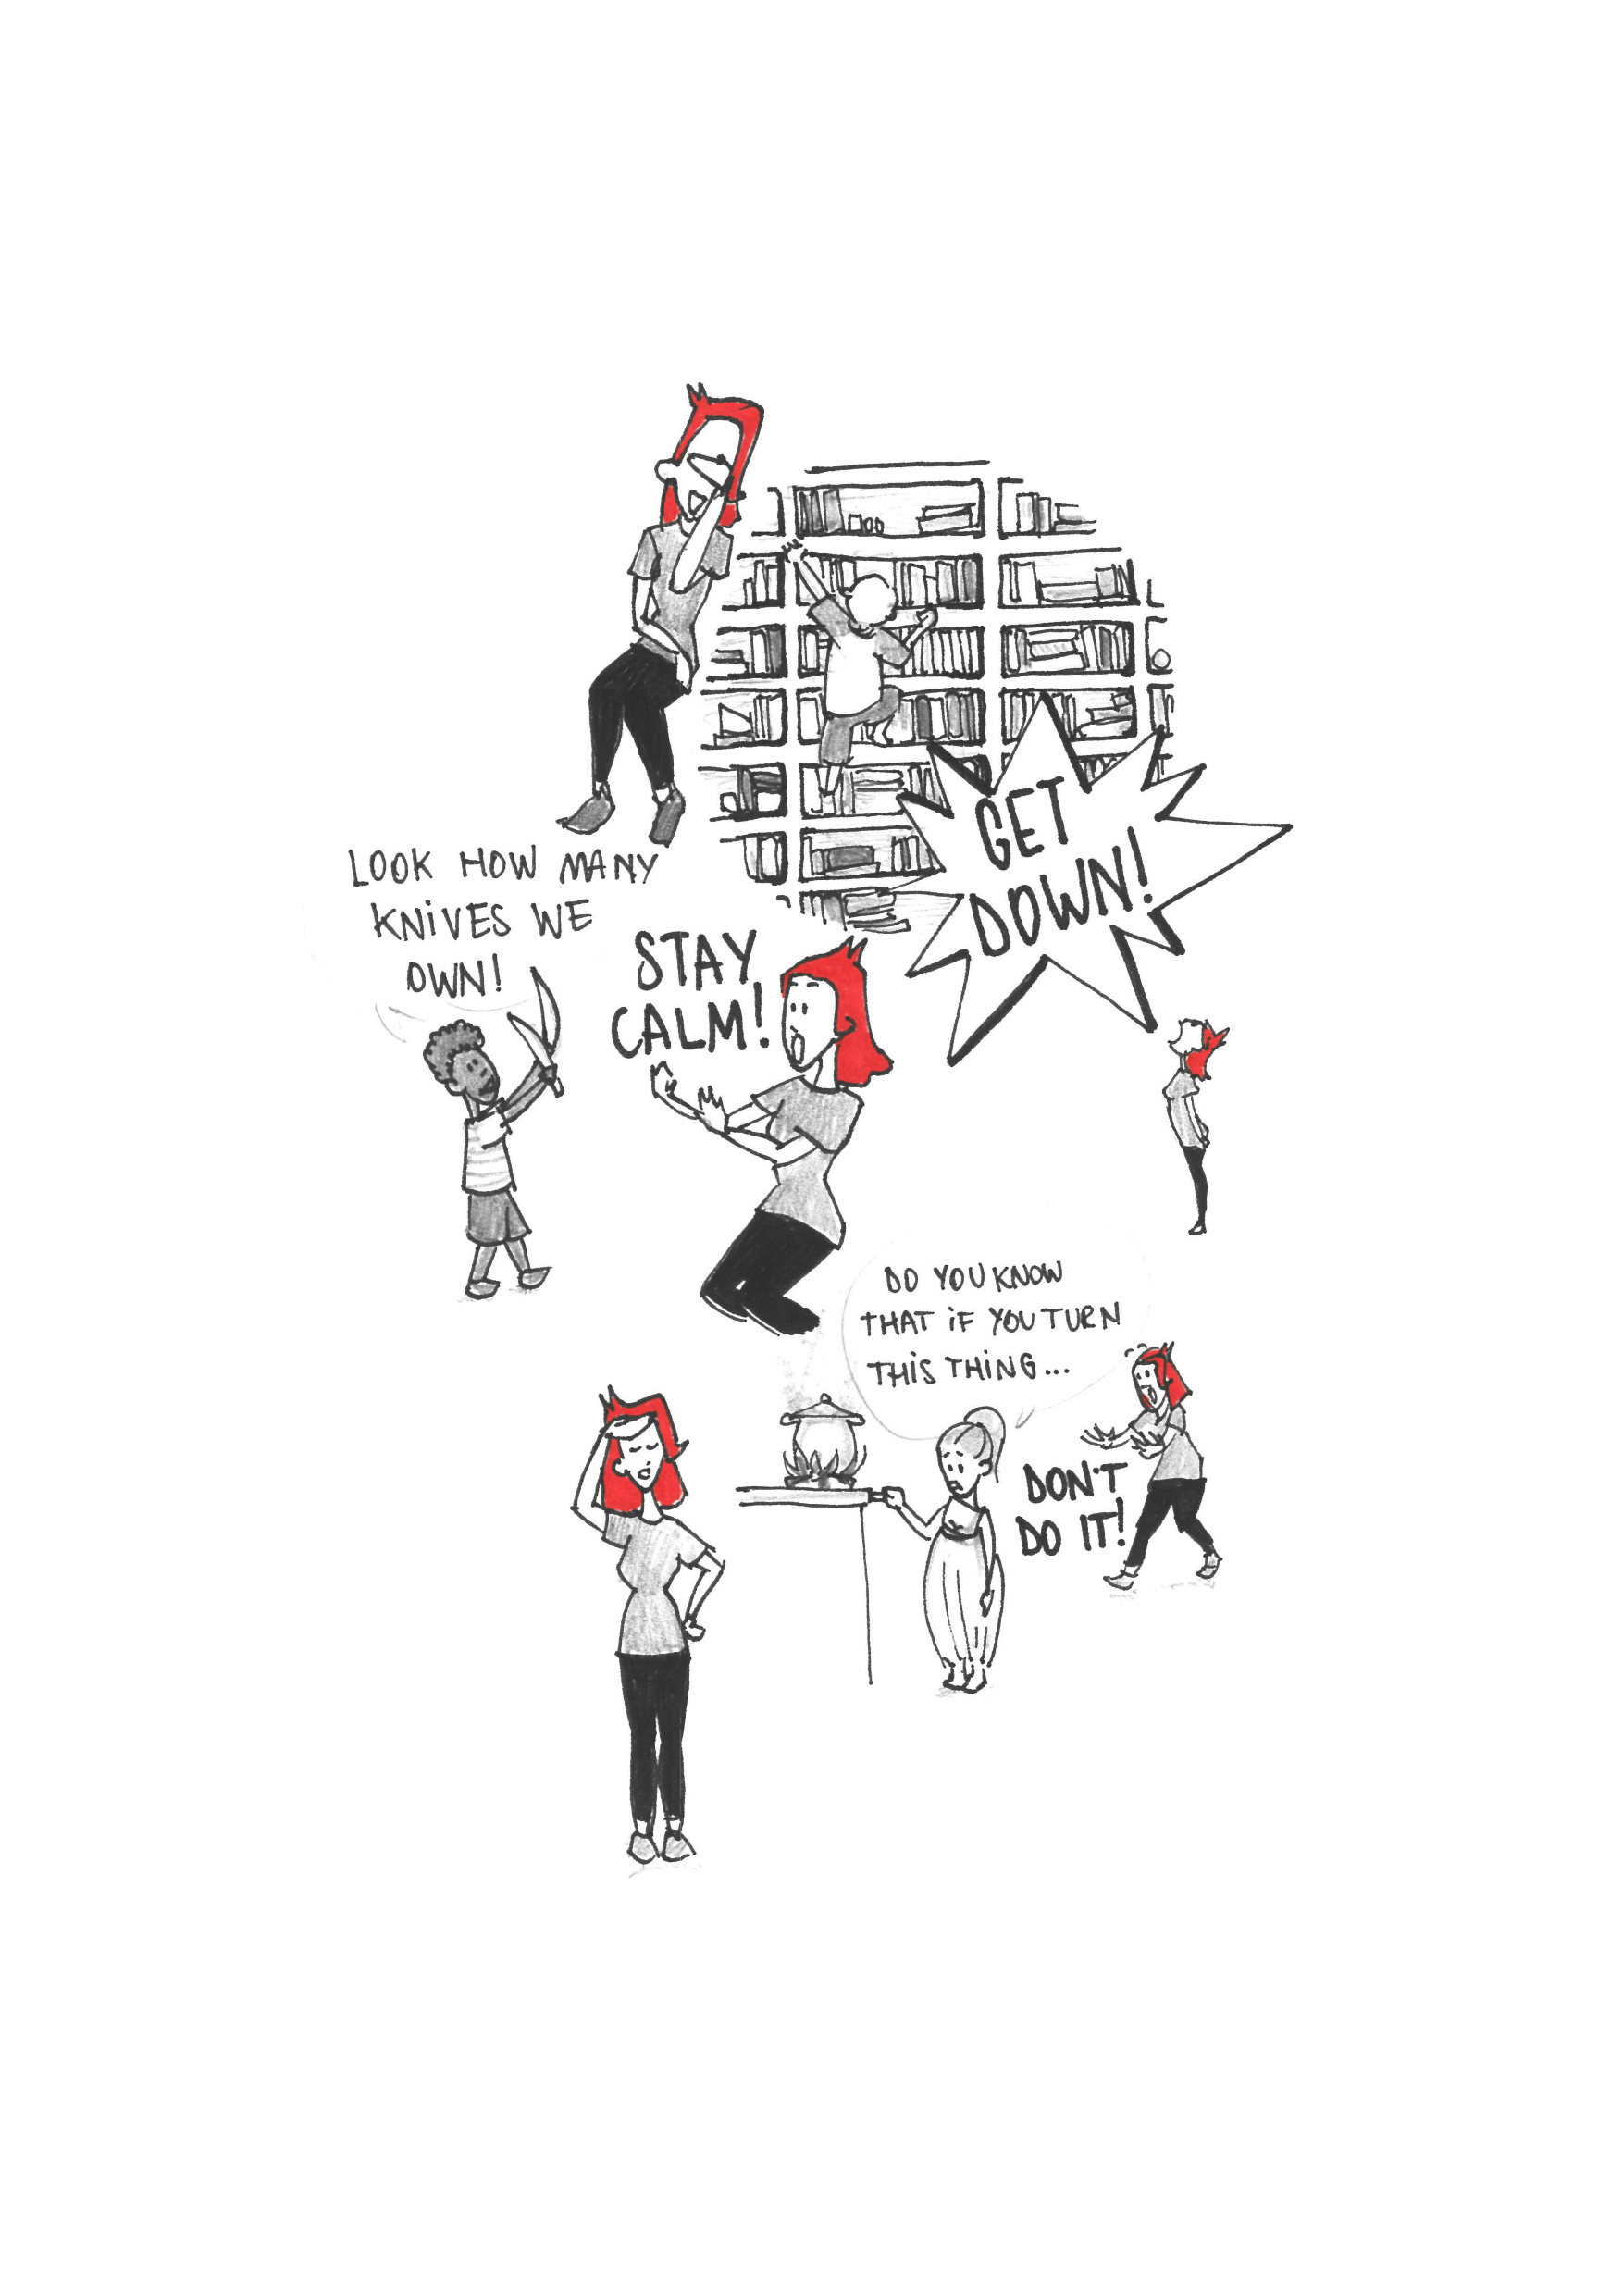 GET
DOWN!
LOOK HOW MANY
KNiVES WE
OWN!
STAY
CALM!
DO YOU KNOW
THAT iF YOU TURN
THiS THiNG...
DON'T
DO IT!